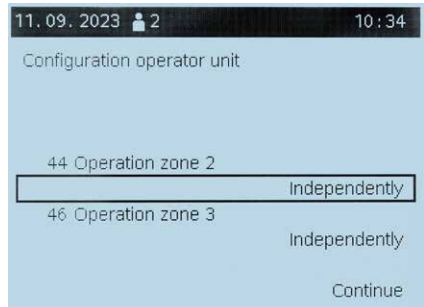 11.09.2023 2 10:34
Configuration operator unit
44 Operation zone 2
Independently
46 Operation zone 3
Independently
Continue